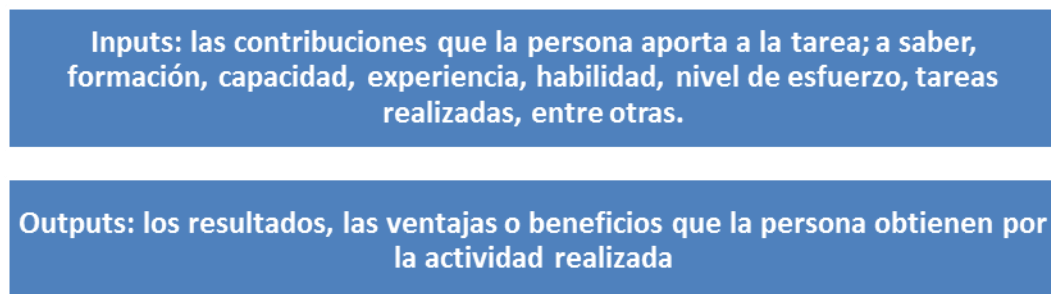 Inputs: las contribuciones que la persona aporta a la tarea; a saber,
formación, capacidad, experiencia, habilidad, nivel de esfuerzo, tareas
realizadas, entre otras.
Outputs: los resultados, las ventajas o beneficios que la persona obtienen por
la actividad realizada